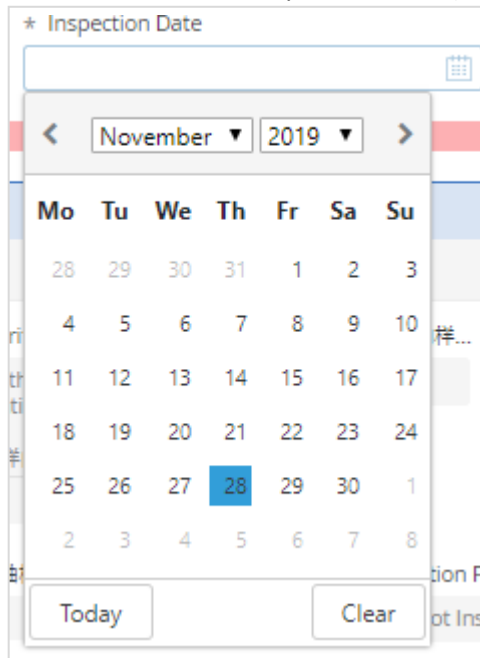 * Inspection Date
November 2019
Mo Tu We Th Fr Sa Su
28 29 30 31 1 2 3
4 5 6 7 8 9 10
样...
11 12 13 14 15 16 17
18 19 20 21 22 23 24
25 26 27 28 29 30 1
2 3 4 5 6 7 8
Today Clear